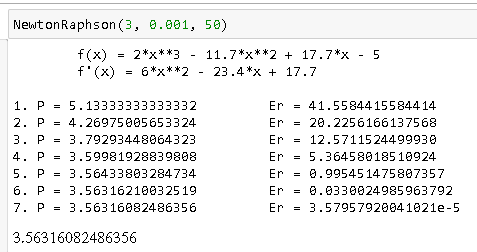 NewtonRaphson(3, 0.001, 50)
f(x) = 2*x**3 - 11.7*x**2 + 17.7*x - 5
f'(x) = 6*x**2 - 23.4*x + 17.7
1. P = 5.13333333333332 Er = 41.5584415584414
2. P = 4.26975005653324 Er = 20.2256166137568
3. P = 3.79293448064323 Er = 12.5711524499930
4. P = 3.59981928839808 Er = 5.36458018510924
5. P = 3.56433803284734 Er = 0.995451475807357
6. P = 3.56316210032519 Er = 0.0330024985963792
7. P = 3.56316082486356 Er = 3.57957920041021e-5
3.56316082486356